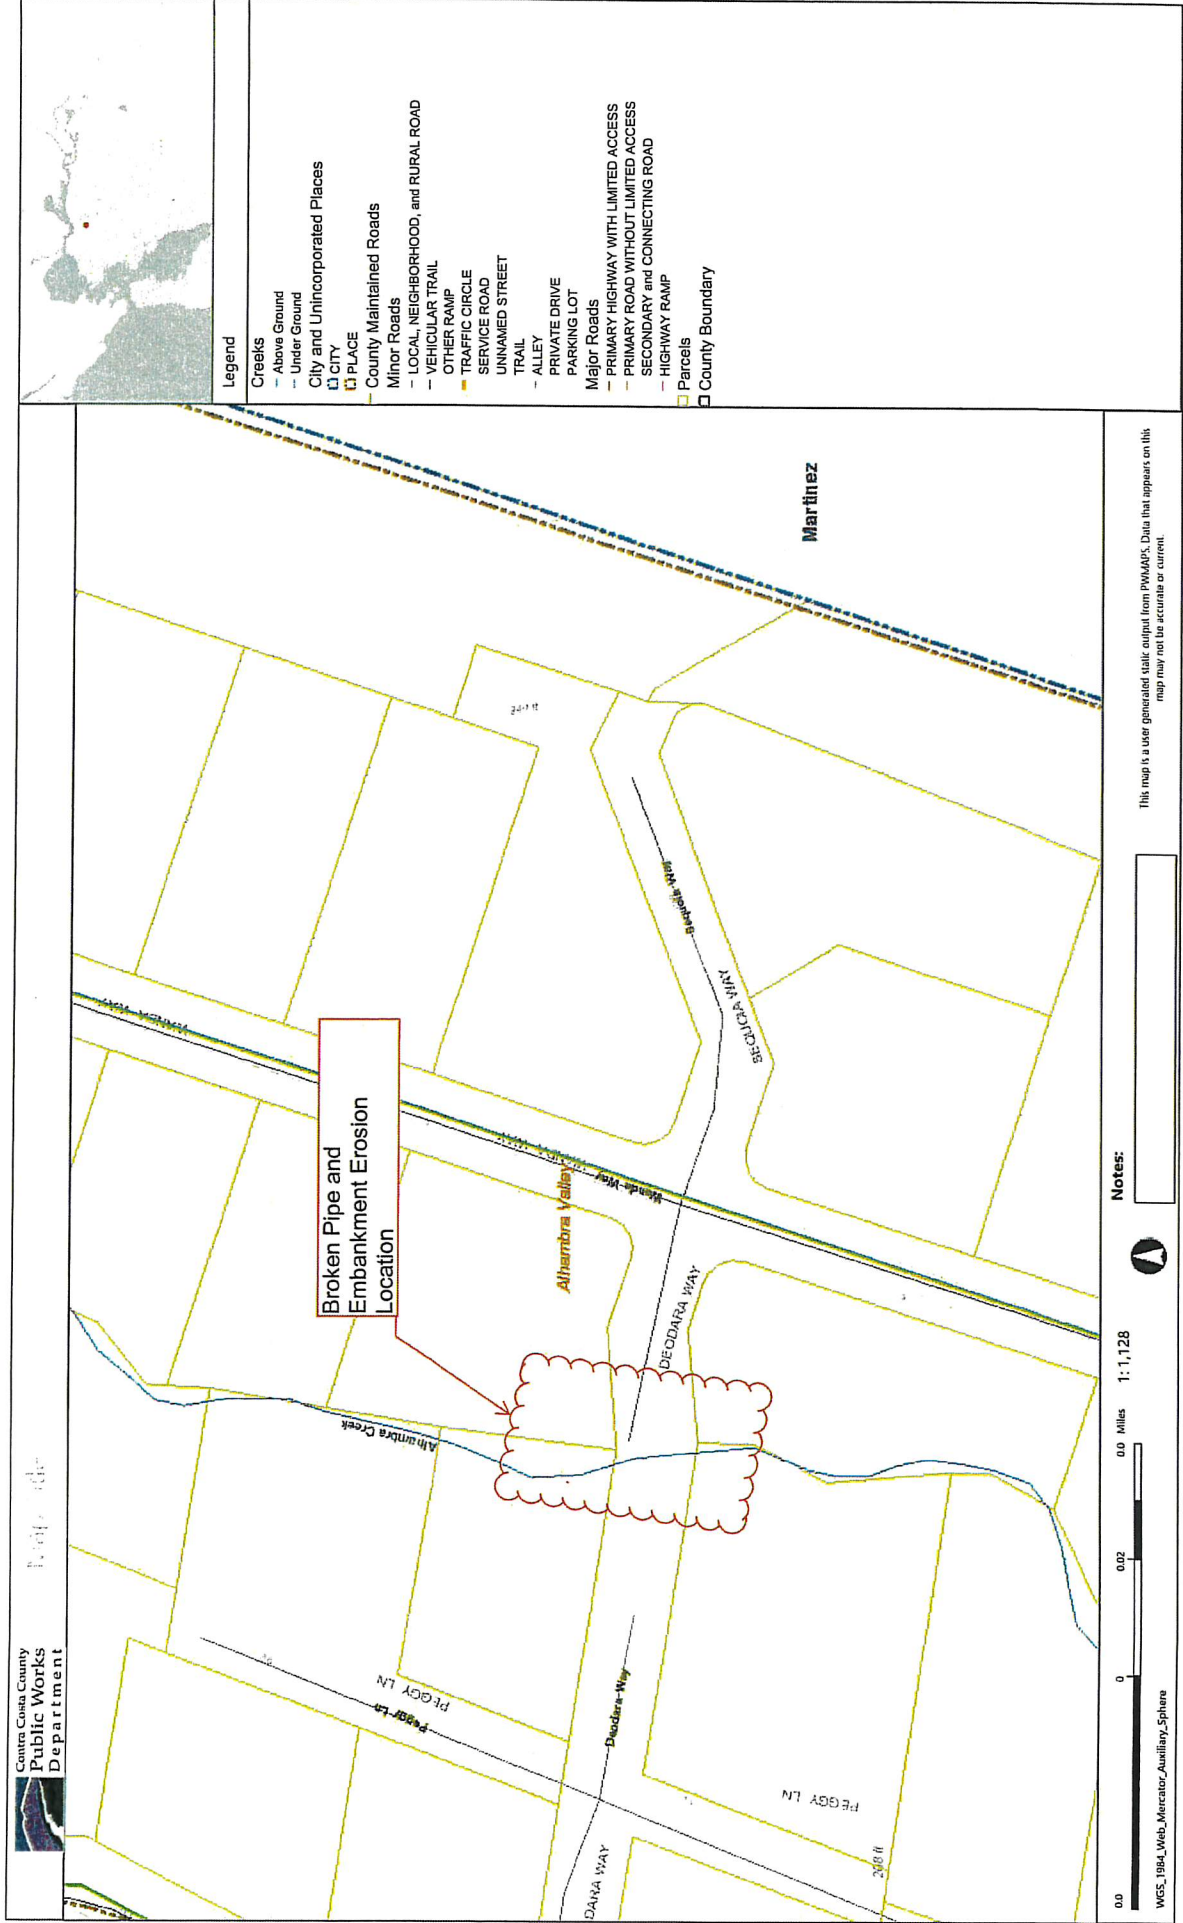 Contra Costa County
Public Works
Department
Legend
Creeks
Above Ground
Under Ground
City and Unincorporated Places
CITY
PLACE
County Maintained Roads
Minor Roads
LOCAL, NEIGHBORHOOD, and RURAL ROAD
VEHICULAR TRAIL
OTHER RAMP
TRAFFIC CIRCLE
SERVICE ROAD
UNNAMED STREET
TRAIL
ALLEY
PRIVATE DRIVE
PARKING LOT
Major Roads
PRIMARY HIGHWAY WITH LIMITED ACCESS
PRIMARY ROAD WITHOUT LIMITED ACCESS
SECONDARY and CONNECTING ROAD
HIGHWAY RAMP
Parcels
County Boundary
Broken Pipe and
Embankment Erosion
Location
Alhambra Creek
Alhambra Valley
Wanda Way
Martinez
Sequoia Way
SEQUOIA WAY
DEODARA WAY
Peggy Ln
PEGGY LN
Deodara Way
PEGGY LN
DARA WAY
0.0
0
0.02
0.0 Miles
1: 1,128
Notes:
WGS_1984_Web_Mercator_Auxiliary_Sphere
This map is a user generated static output from PWMAPS. Data that appears on this
map may not be accurate or current.